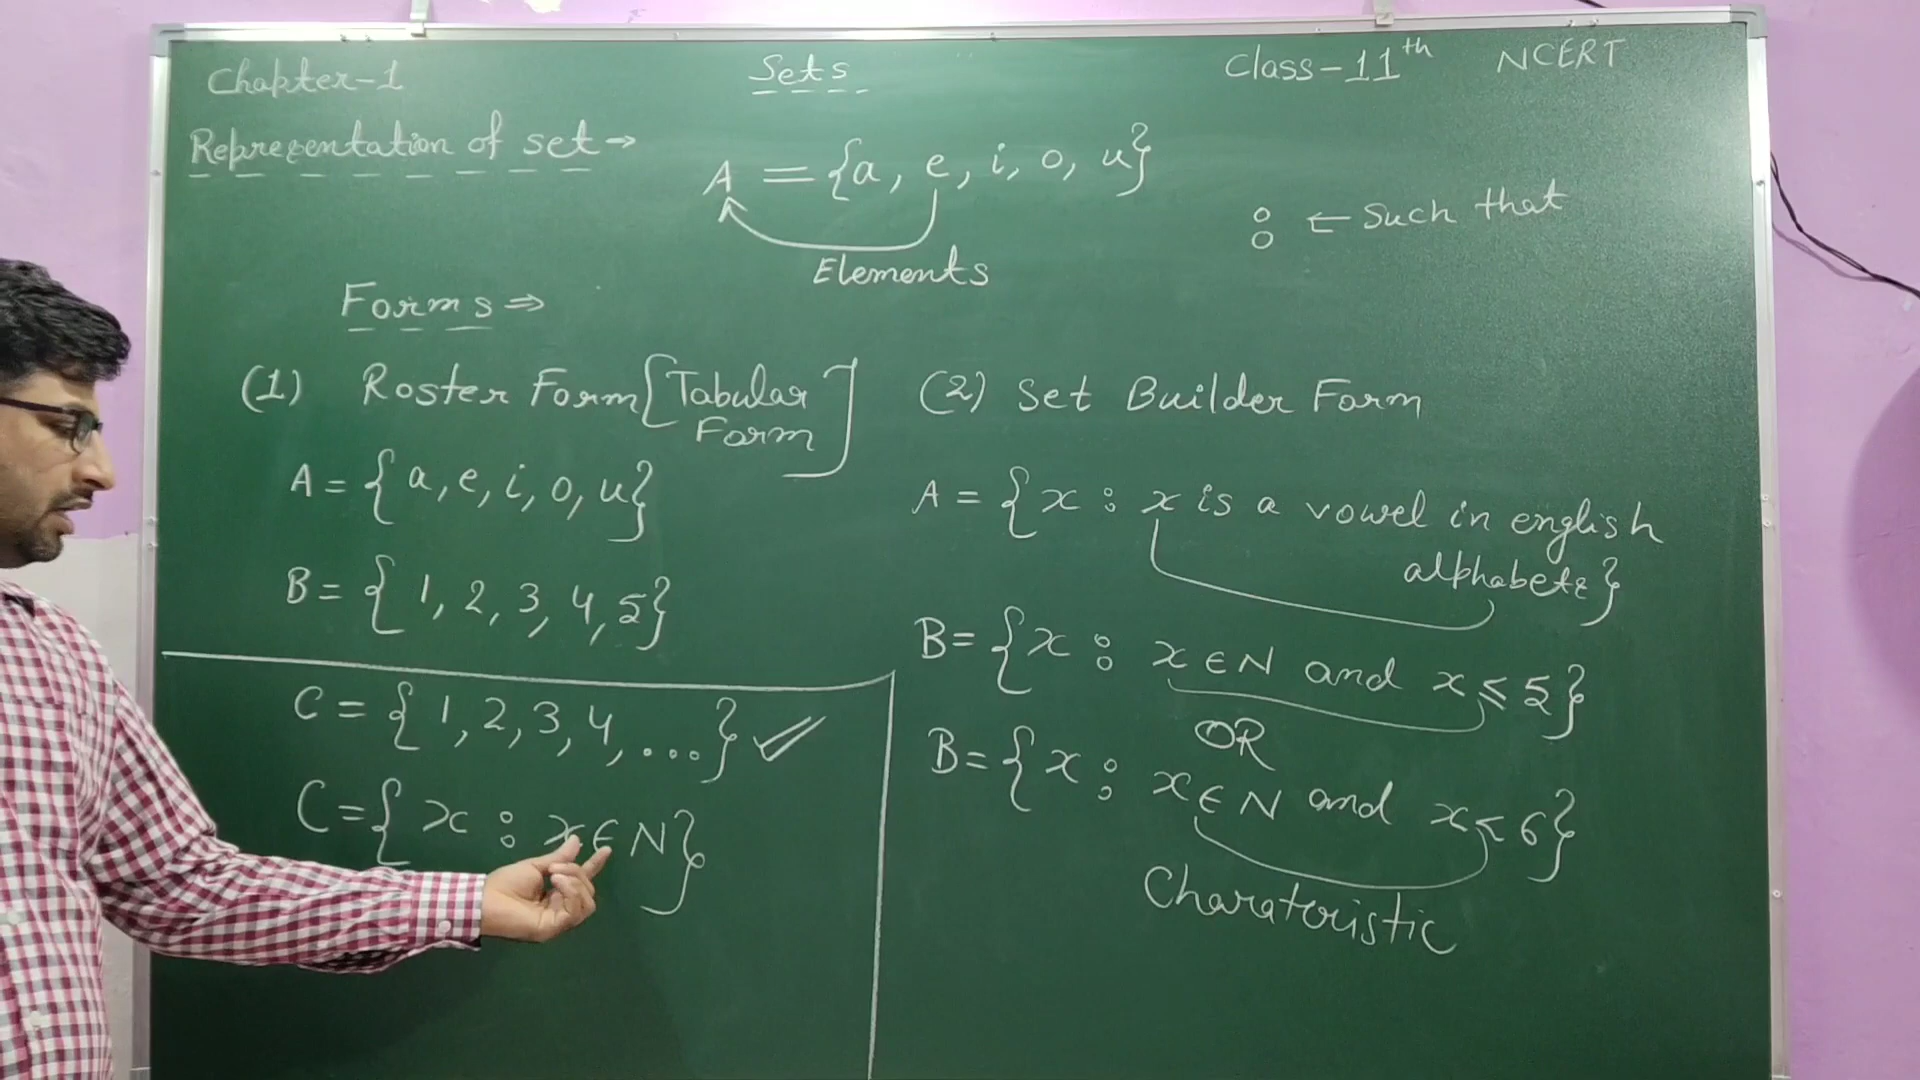 Chapter-1 Sets Class-11th NCERT
Representation of set→
A = {a, e, i, o, u}
: ← Such that
Elements
Forms ⇒
(1) Roster Form [Tabular Form]
A = {a, e, i, o, u}
B = {1, 2, 3, 4, 5}
C = {1, 2, 3, 4, ...} ✓
C = {x : x ∈ N}
(2) Set Builder Form
A = {x : x is a vowel in english
alphabets}
B = {x : x ∈ N and x ⩽ 5}
OR
B = {x : x ∈ N and x < 6}
Charateristic